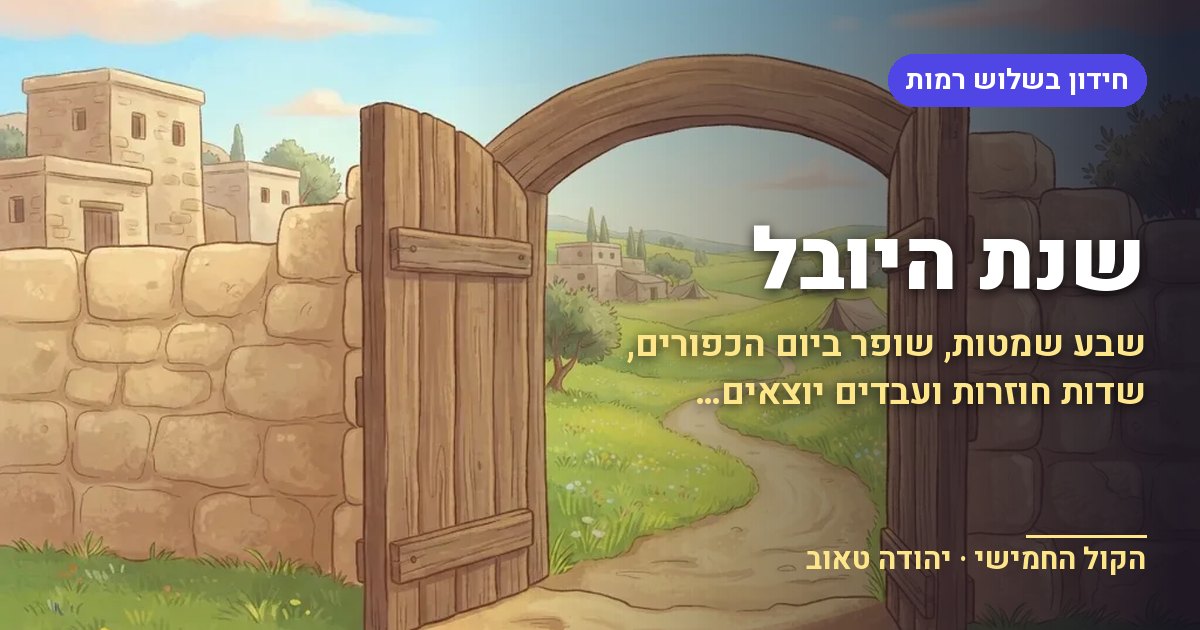 חידון בשלוש רמות
שנת היובל
שבע שמטות, שופר ביום הכפורים,
שדות חוזרות ועבדים יוצאים...
הקול החמישי · יהודה טאוב